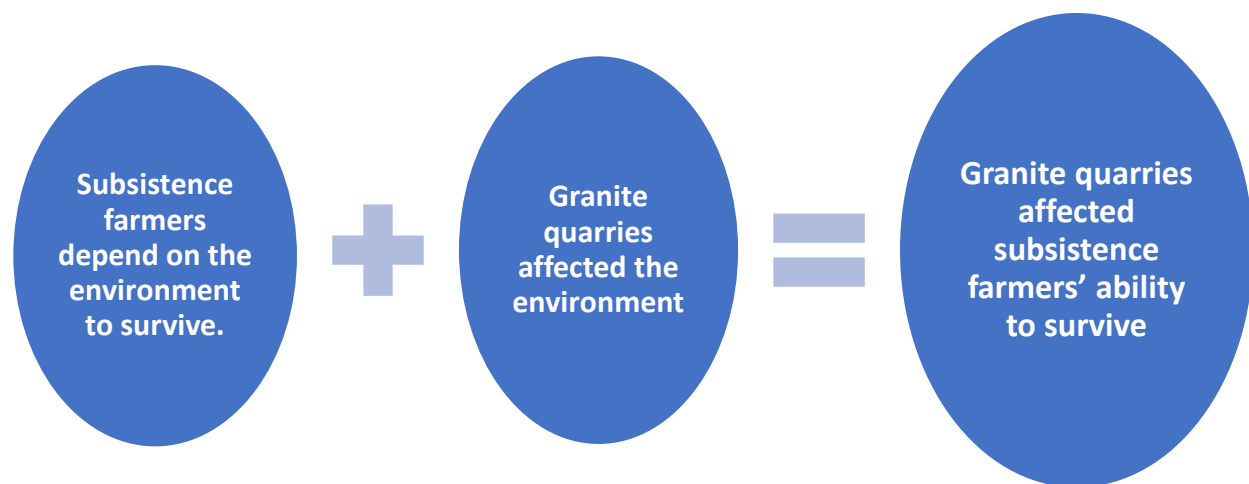 Subsistence
farmers
depend on the
environment
to survive.
Granite
quarries
affected the
environment
Granite quarries
affected
subsistence
farmers’ ability
to survive